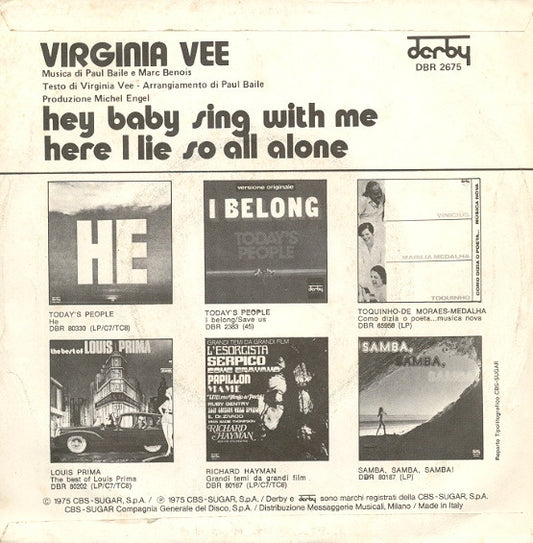 VIRGINIA VEE
derby
DBR 2675
Musica di Paul Baile e Marc Benois
Testo di Virginia Vee - Arrangiamento di Paul Baile
Produzione Michel Engel
hey baby sing with me
here I lie so all alone
HE
TODAY'S PEOPLE
He
DBR 80330 (LP/C7/TC8)
versione originale
I BELONG
TODAY'S
PEOPLE
derby
TODAY'S PEOPLE
I belong/Save us
DBR 2383 (45)
VINICIUS
MARILIA MEDALHA
TOQUINHO
COMO DIZIA O POETA... MUSICA NOVA
TOQUINHO-DE MORAES-MEDALHA
Como dizia o poeta...musica nova
DBR 65958 (LP)
the best of LOUIS PRIMA
LOUIS PRIMA
The best of Louis Prima
DBR 80202 (LP/C7/TC8)
GRANDI TEMI DA GRANDI FILM
L'ESORCISTA
SERPICO
PAPILLON
MAME
RUBY GENTRY
RICHARD
HAYMAN
RICHARD HAYMAN
Grandi temi da grandi film
DBR 80167 (LP/C7/TC8)
SAMBA,
SAMBA,
SAMBA, SAMBA, SAMBA!
DBR 80187 (LP)
Reparto Tipolitografico CBS-SUGAR
© 1975 CBS-SUGAR, S.p.A. / ℗ 1975 CBS-SUGAR, S.p.A. / Derby e derby sono marchi registrati della CBS-SUGAR, S.p.A.
CBS-SUGAR Compagnia Generale del Disco, S.p.A. / Distribuzione Messaggerie Musicali, Milano / Made in Italy